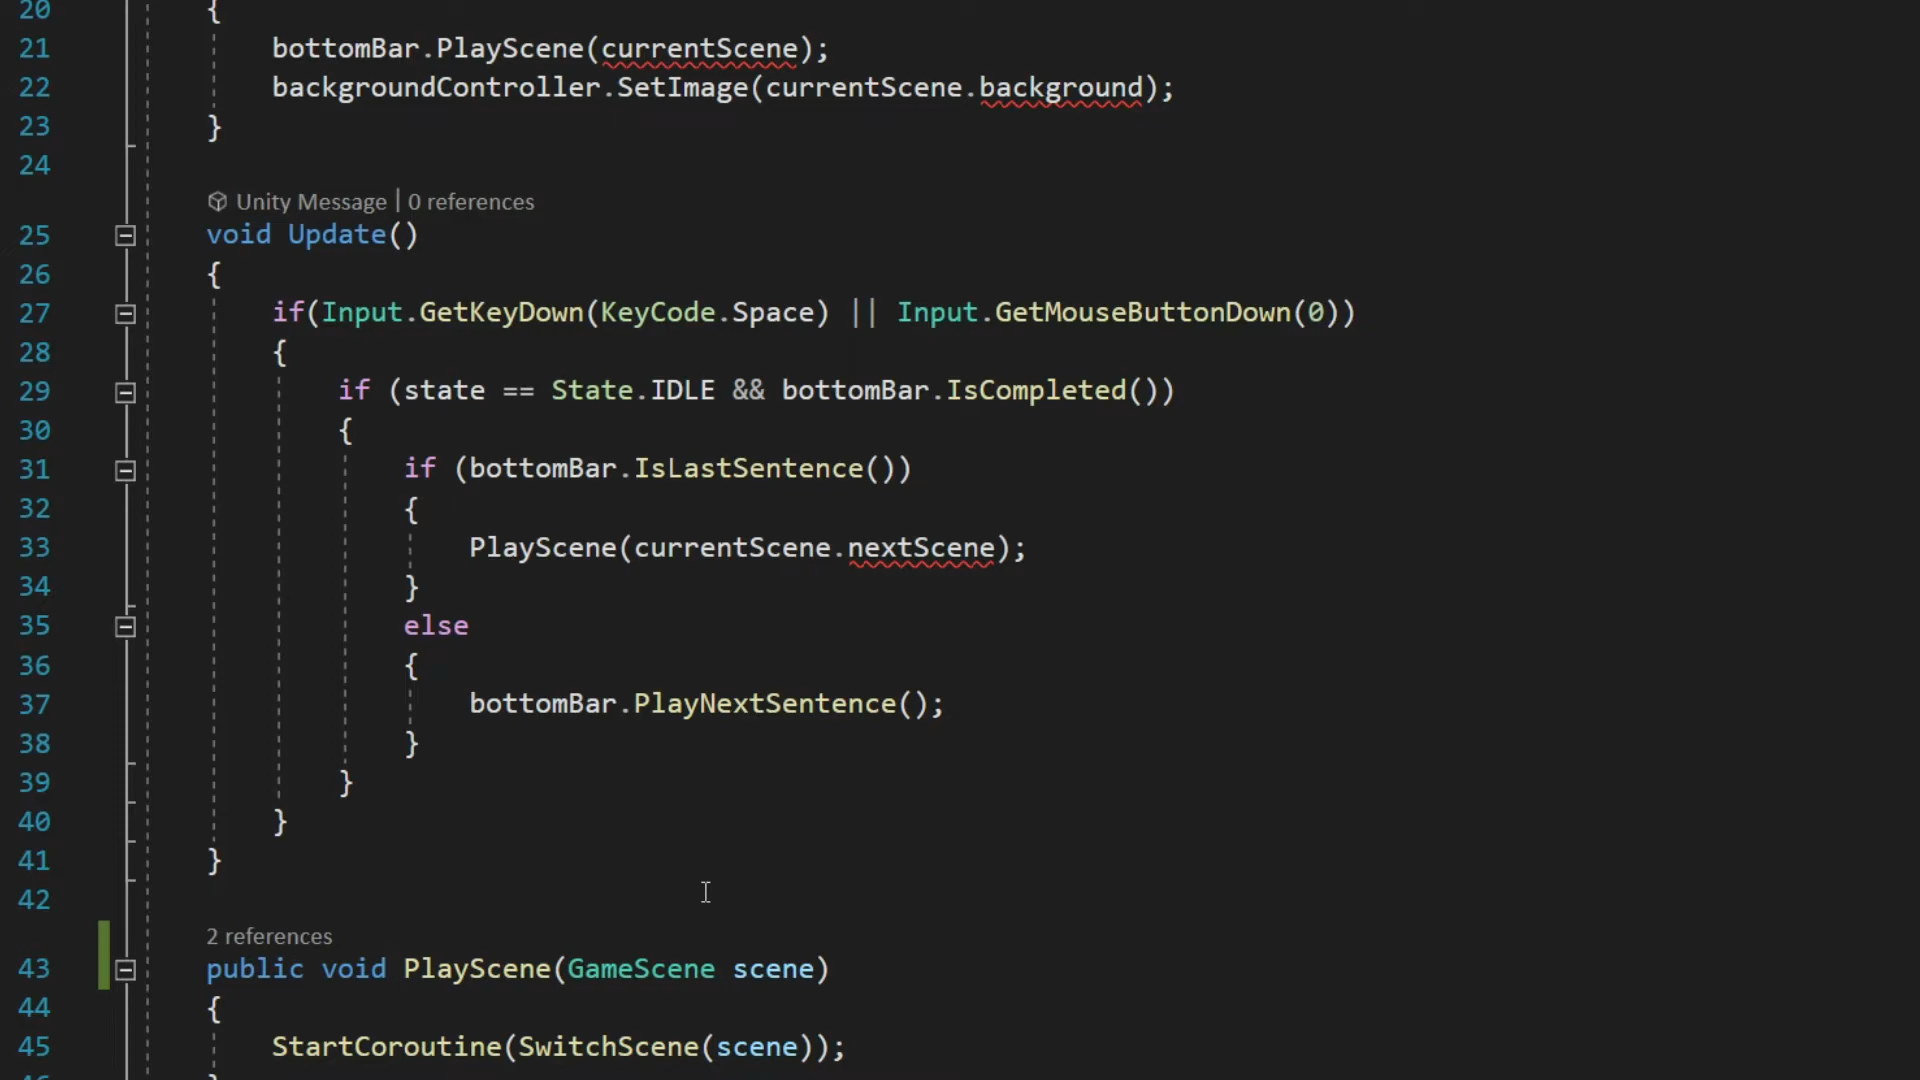 20 {
21 bottomBar.PlayScene(currentScene);
22 backgroundController.SetImage(currentScene.background);
23 }
24
Unity Message | 0 references
25 void Update()
26 {
27 if(Input.GetKeyDown(KeyCode.Space) || Input.GetMouseButtonDown(0))
28 {
29 if (state == State.IDLE && bottomBar.IsCompleted())
30 {
31 if (bottomBar.IsLastSentence())
32 {
33 PlayScene(currentScene.nextScene);
34 }
35 else
36 {
37 bottomBar.PlayNextSentence();
38 }
39 }
40 }
41 }
42
2 references
43 public void PlayScene(GameScene scene)
44 {
45 StartCoroutine(SwitchScene(scene));